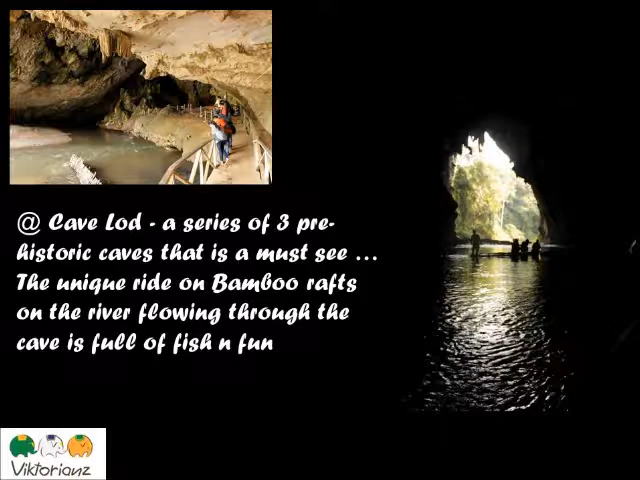 @ Cave Lod - a series of 3 pre-
historic caves that is a must see ...
The unique ride on Bamboo rafts
on the river flowing through the
cave is full of fish n fun
Viktorianz